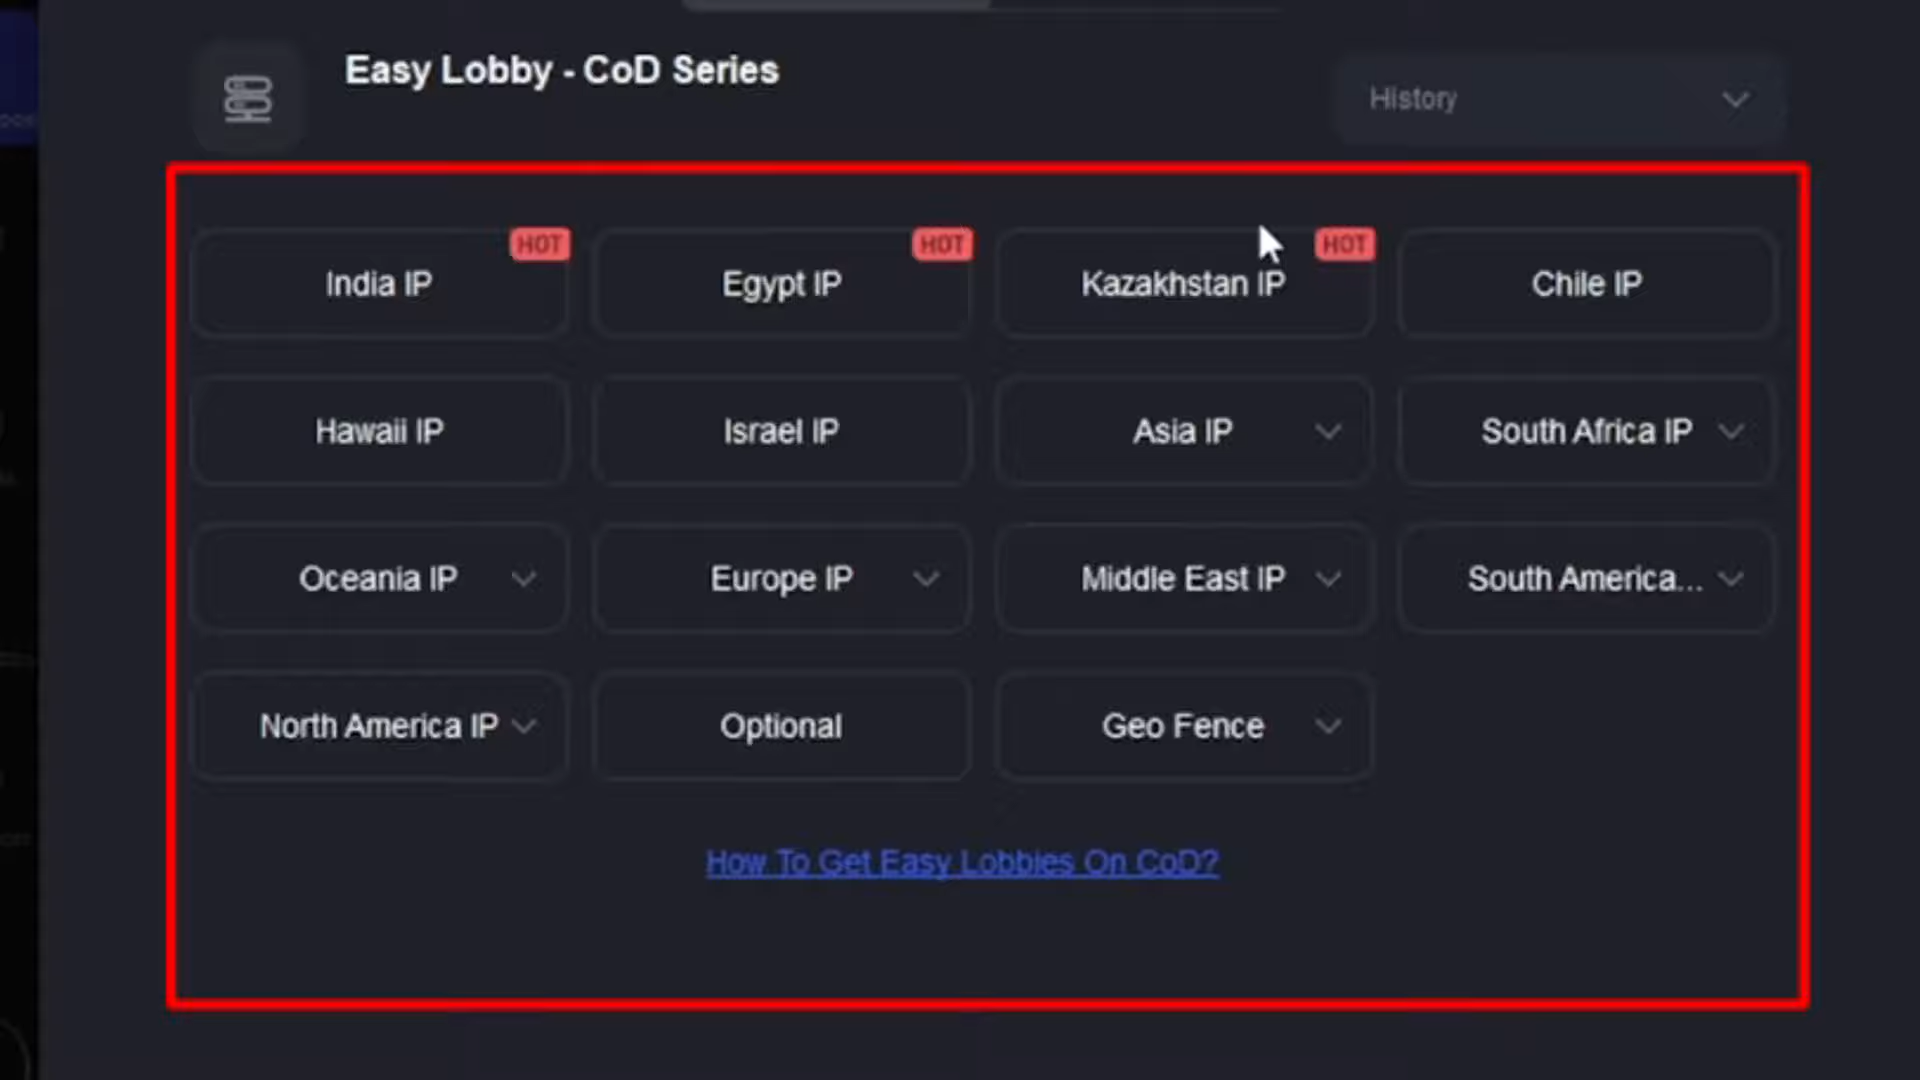 Easy Lobby - CoD Series
History
HOT
HOT
HOT
India IP
Egypt IP
Kazakhstan IP
Chile IP
Hawaii IP
Israel IP
Asia IP
South Africa IP
Oceania IP
Europe IP
Middle East IP
South America...
North America IP
Optional
Geo Fence
How To Get Easy Lobbies On CoD?